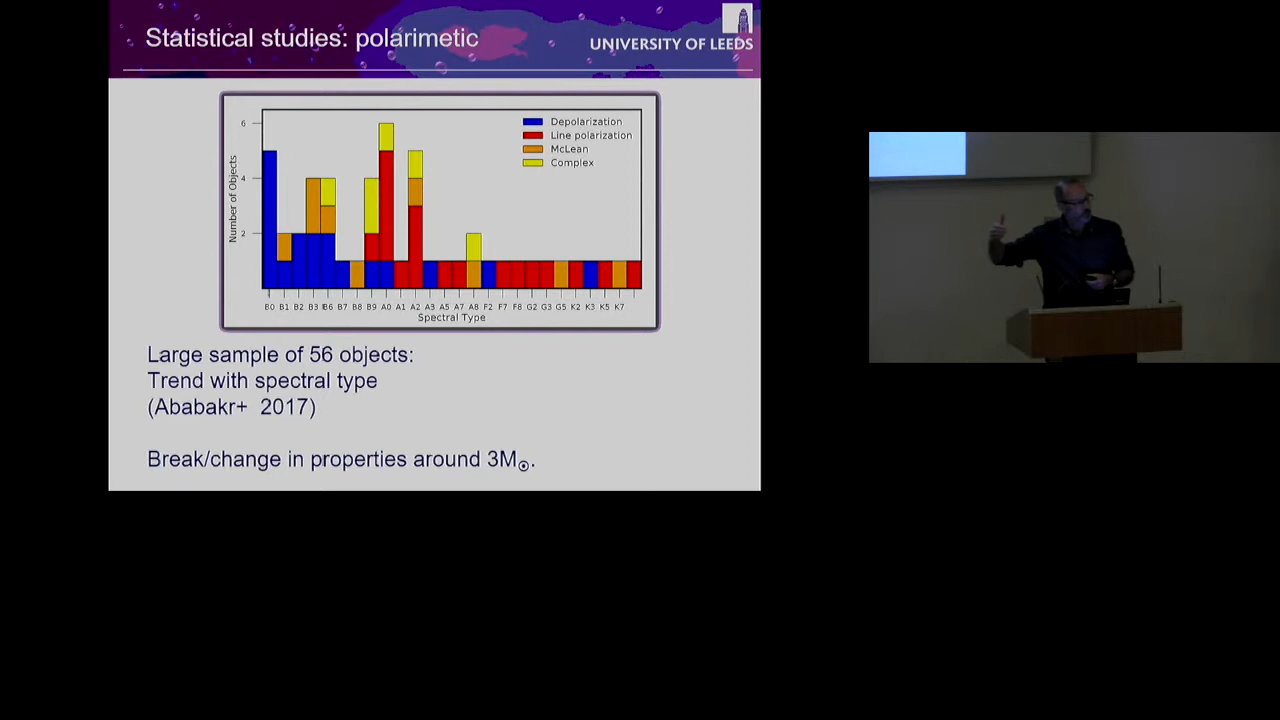 Statistical studies: polarimetic
UNIVERSITY OF LEEDS
Depolarization
Line polarization
McLean
Complex
6
4
2
Number of Objects
B0 B1 B2 B3 B6 B7 B8 B9 A0 A1 A2 A3 A5 A7 A8 F2 F7 F8 G2 G3 G5 K2 K3 K5 K7
Spectral Type
Large sample of 56 objects:
Trend with spectral type
(Ababakr+ 2017)
Break/change in properties around 3M☉.